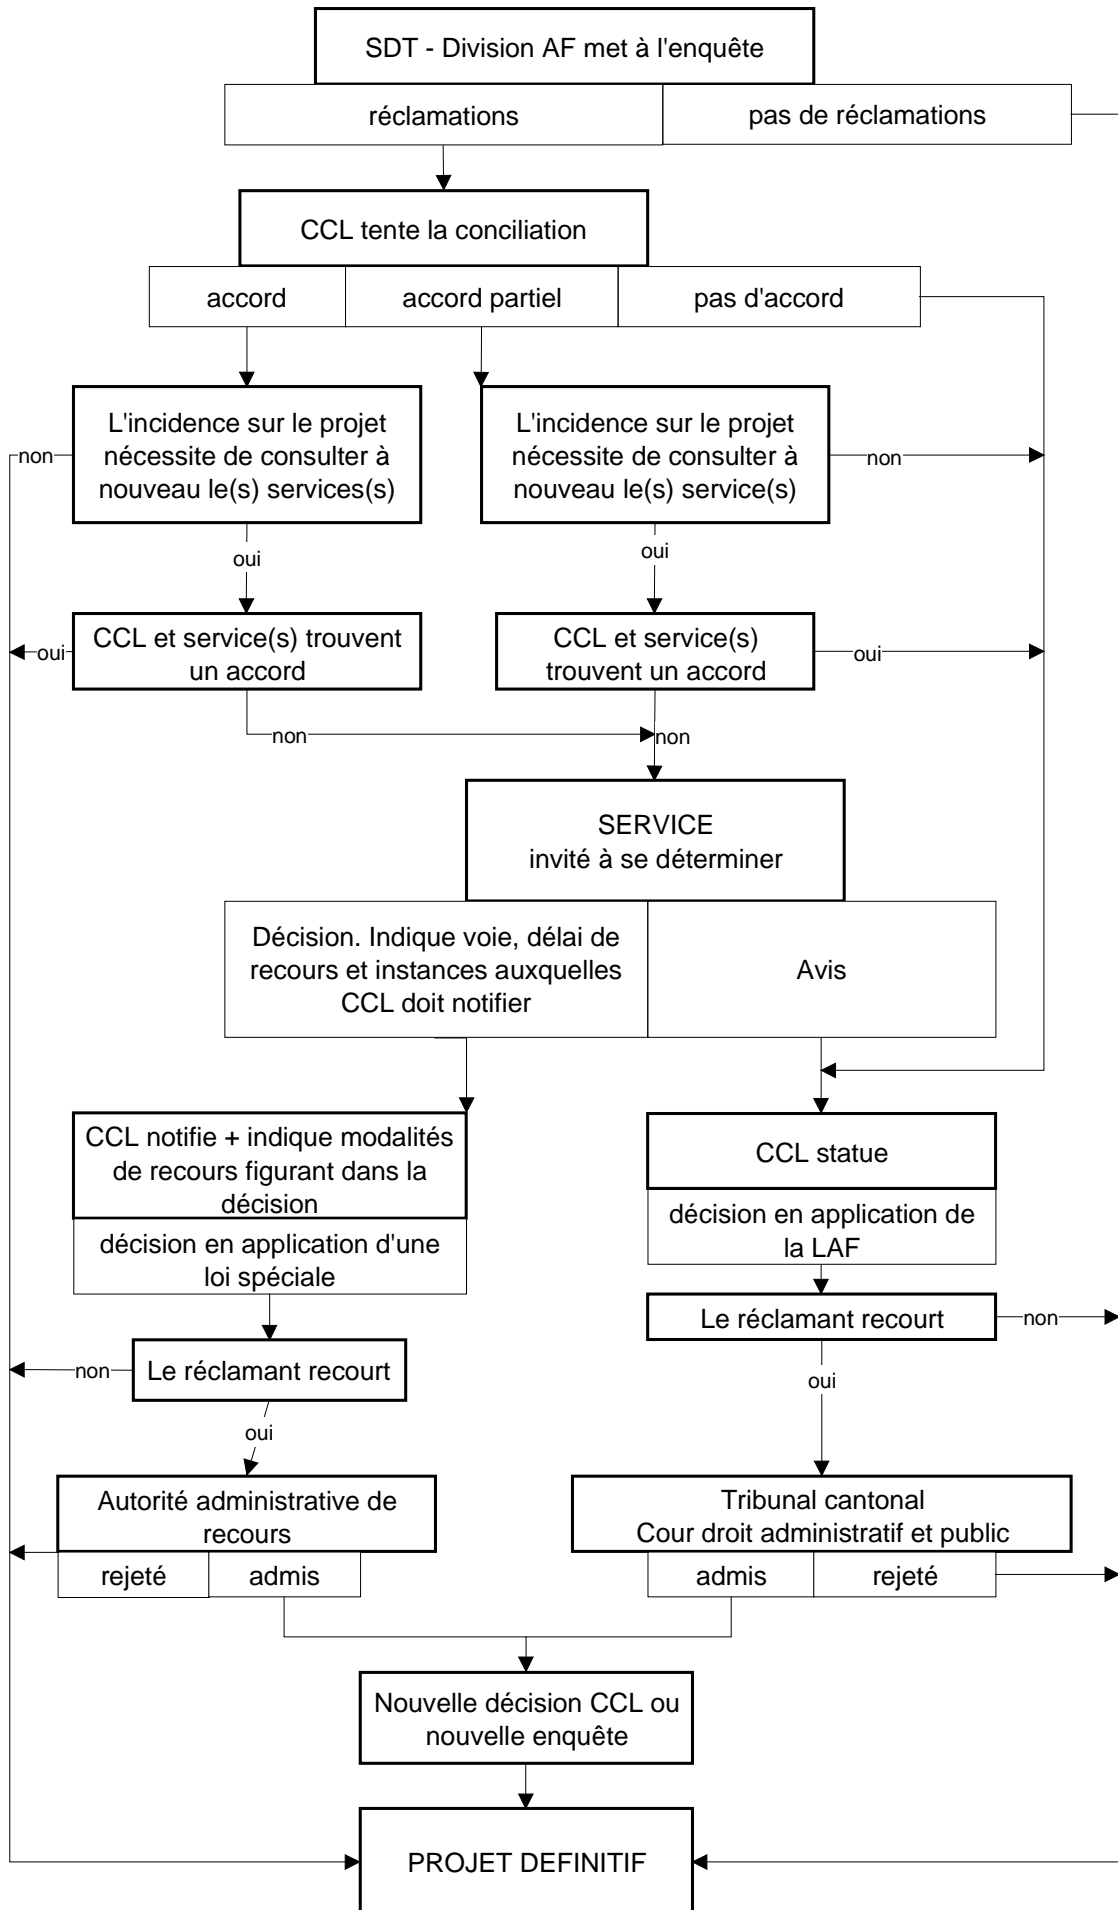 SDT - Division AF met à l'enquête
réclamations
pas de réclamations
CCL tente la conciliation
accord
accord partiel
pas d'accord
L'incidence sur le projet
nécessite de consulter à
nouveau le(s) services(s)
L'incidence sur le projet
nécessite de consulter à
nouveau le(s) service(s)
non
non
oui
oui
CCL et service(s) trouvent
un accord
CCL et service(s)
trouvent un accord
oui
oui
non
non
SERVICE
invité à se déterminer
Décision. Indique voie, délai de
recours et instances auxquelles
CCL doit notifier
Avis
CCL notifie + indique modalités
de recours figurant dans la
décision
décision en application d'une
loi spéciale
CCL statue
décision en application de
la LAF
Le réclamant recourt
non
Le réclamant recourt
non
oui
oui
Autorité administrative de
recours
rejeté
admis
Tribunal cantonal
Cour droit administratif et public
admis
rejeté
Nouvelle décision CCL ou
nouvelle enquête
PROJET DEFINITIF